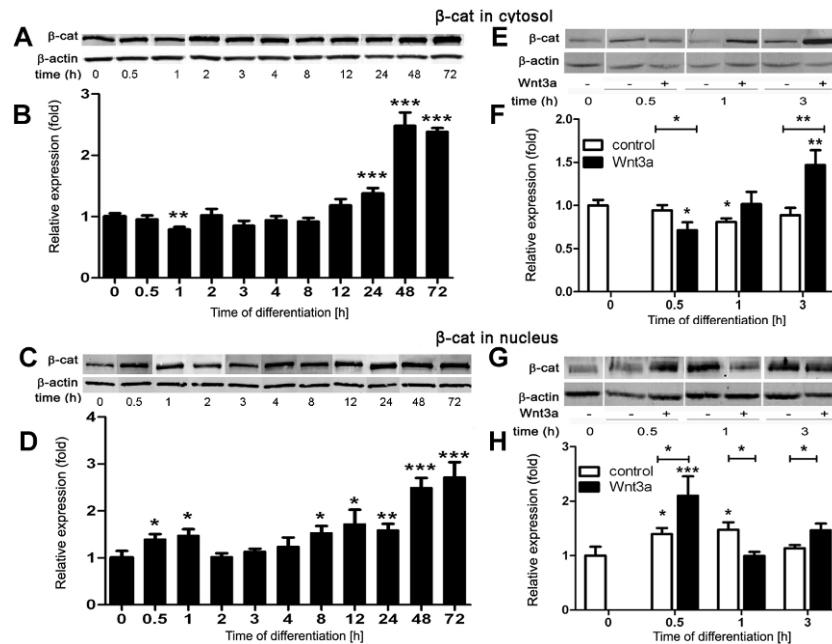 β-cat in cytosol
A
β-cat
β-actin
time (h) 0 0.5 1 2 3 4 8 12 24 48 72
B
Relative expression (fold)
3
2
1
0
** *** *** ***
0 0.5 1 2 3 4 8 12 24 48 72
Time of differentiation [h]
E
β-cat
β-actin
Wnt3a - - + - + - +
time (h) 0 0.5 1 3
F
Relative expression (fold)
2.0
1.5
1.0
0.5
0.0
control
Wnt3a
* **
* * **
0 0.5 1 3
Time of differentiation [h]
β-cat in nucleus
C
β-cat
β-actin
time (h) 0 0.5 1 2 3 4 8 12 24 48 72
D
Relative expression (fold)
4
3
2
1
0
* * * * ** *** ***
0 0.5 1 2 3 4 8 12 24 48 72
Time of differentiation [h]
G
β-cat
β-actin
Wnt3a - - + - + - +
time (h) 0 0.5 1 3
H
Relative expression (fold)
3
2
1
0
control
Wnt3a
* * *
* *** *
0 0.5 1 3
Time of differentiation [h]